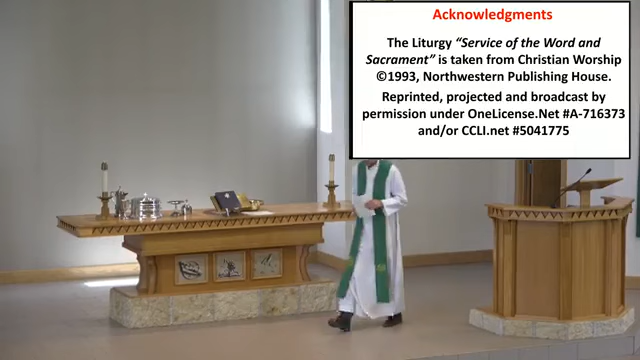 Acknowledgments
The Liturgy “Service of the Word and
Sacrament” is taken from Christian Worship
©1993, Northwestern Publishing House.
Reprinted, projected and broadcast by
permission under OneLicense.Net #A-716373
and/or CCLI.net #5041775